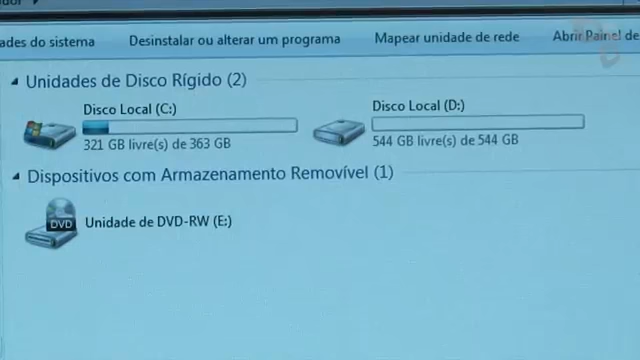 ades do sistema Desinstalar ou alterar um programa Mapear unidade de rede Abrir Painel de
Unidades de Disco Rígido (2)
Disco Local (C:) Disco Local (D:)
321 GB livre(s) de 363 GB 544 GB livre(s) de 544 GB
Dispositivos com Armazenamento Removível (1)
DVD Unidade de DVD-RW (E:)